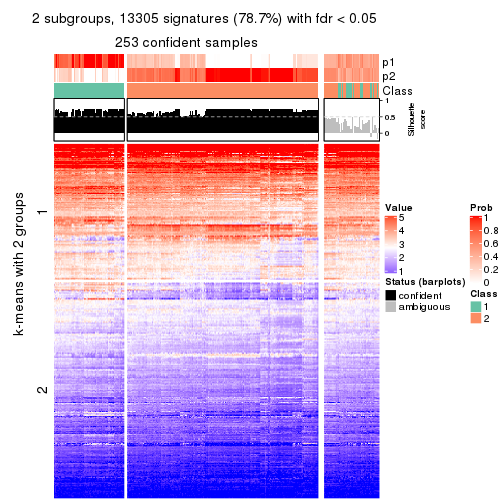 2 subgroups, 13305 signatures (78.7%) with fdr < 0.05
253 confident samples
p1
p2
Class
1
0.5
0
Silhouette
score
k-means with 2 groups
1
2
Value
5
4
3
2
1
Status (barplots)
confident
ambiguous
Prob
1
0.8
0.6
0.4
0.2
0
Class
1
2